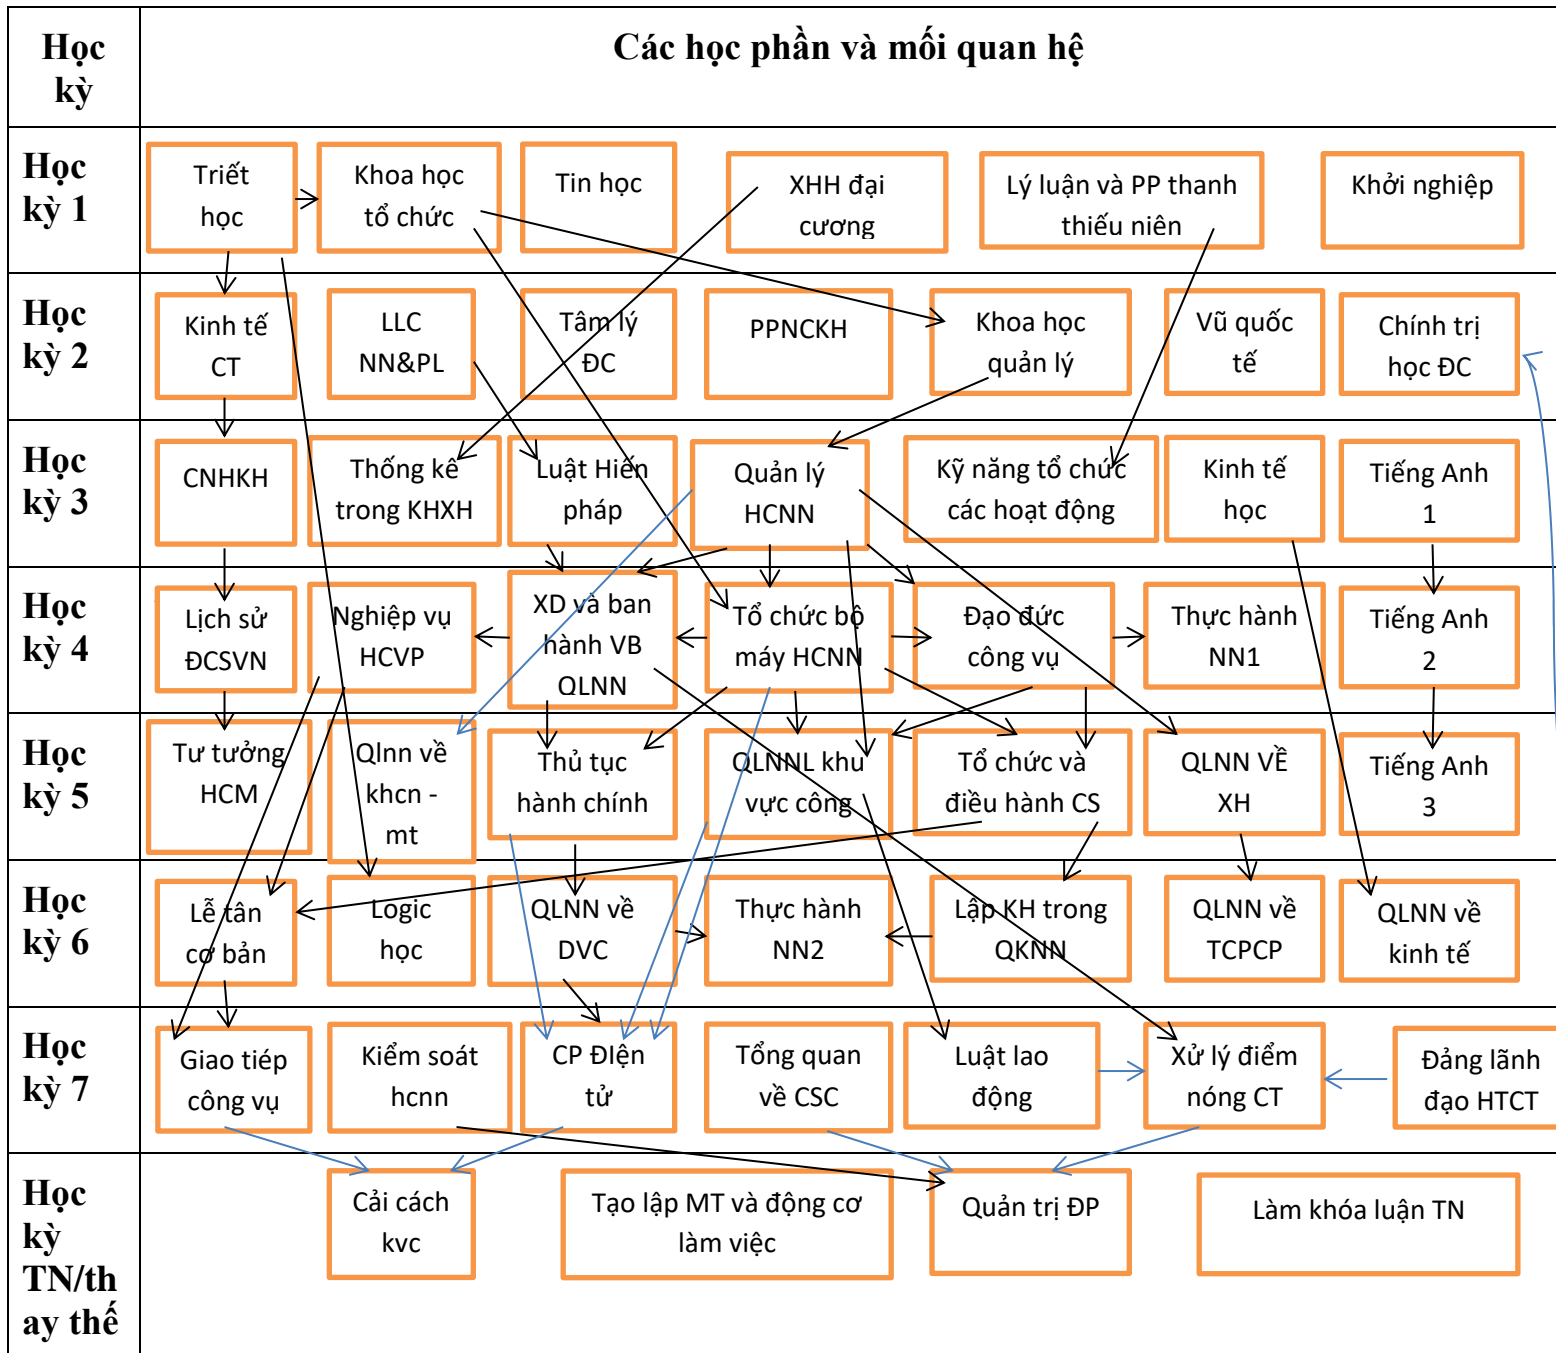 Học
kỳ
Các học phần và mối quan hệ
Học
kỳ 1
Triết
học
Khoa học
tổ chức
Tin học
XHH đại
cương
Lý luận và PP thanh
thiếu niên
Khởi nghiệp
Học
kỳ 2
Kinh tế
CT
LLC
NN&PL
Tâm lý
ĐC
PPNCKH
Khoa học
quản lý
Vũ quốc
tế
Chính trị
học ĐC
Học
kỳ 3
CNHKH
Thống kê
trong KHXH
Luật Hiến
pháp
Quản lý
HCNN
Kỹ năng tổ chức
các hoạt động
Kinh tế
học
Tiếng Anh
1
Học
kỳ 4
Lịch sử
ĐCSVN
Nghiệp vụ
HCVP
XD và ban
hành VB
QLNN
Tổ chức bộ
máy HCNN
Đạo đức
công vụ
Thực hành
NN1
Tiếng Anh
2
Học
kỳ 5
Tư tưởng
HCM
Qlnn về
khcn -
mt
Thủ tục
hành chính
QLNNL khu
vực công
Tổ chức và
điều hành CS
QLNN VỀ
XH
Tiếng Anh
3
Học
kỳ 6
Lễ tân
cơ bản
Logic
học
QLNN về
DVC
Thực hành
NN2
Lập KH trong
QKNN
QLNN về
TCPCP
QLNN về
kinh tế
Học
kỳ 7
Giao tiếp
công vụ
Kiểm soát
hcnn
CP ĐIện
tử
Tổng quan
về CSC
Luật lao
động
Xử lý điểm
nóng CT
Đảng lãnh
đạo HTCT
Học
kỳ
TN/th
ay thế
Cải cách
kvc
Tạo lập MT và động cơ
làm việc
Quản trị ĐP
Làm khóa luận TN